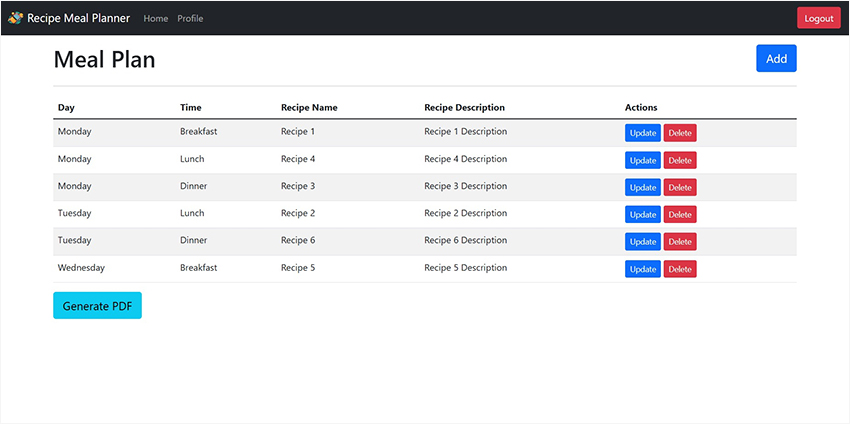 Recipe Meal Planner Home Profile Logout
Meal Plan Add
Day Time Recipe Name Recipe Description Actions
Monday Breakfast Recipe 1 Recipe 1 Description Update Delete
Monday Lunch Recipe 4 Recipe 4 Description Update Delete
Monday Dinner Recipe 3 Recipe 3 Description Update Delete
Tuesday Lunch Recipe 2 Recipe 2 Description Update Delete
Tuesday Dinner Recipe 6 Recipe 6 Description Update Delete
Wednesday Breakfast Recipe 5 Recipe 5 Description Update Delete
Generate PDF